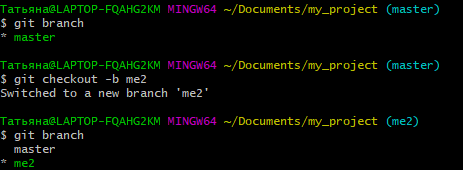 Татьяна@LAPTOP-FQAHG2KM MINGW64 ~/Documents/my_project (master)
$ git branch
* master
Татьяна@LAPTOP-FQAHG2KM MINGW64 ~/Documents/my_project (master)
$ git checkout -b me2
Switched to a new branch 'me2'
Татьяна@LAPTOP-FQAHG2KM MINGW64 ~/Documents/my_project (me2)
$ git branch
  master
* me2